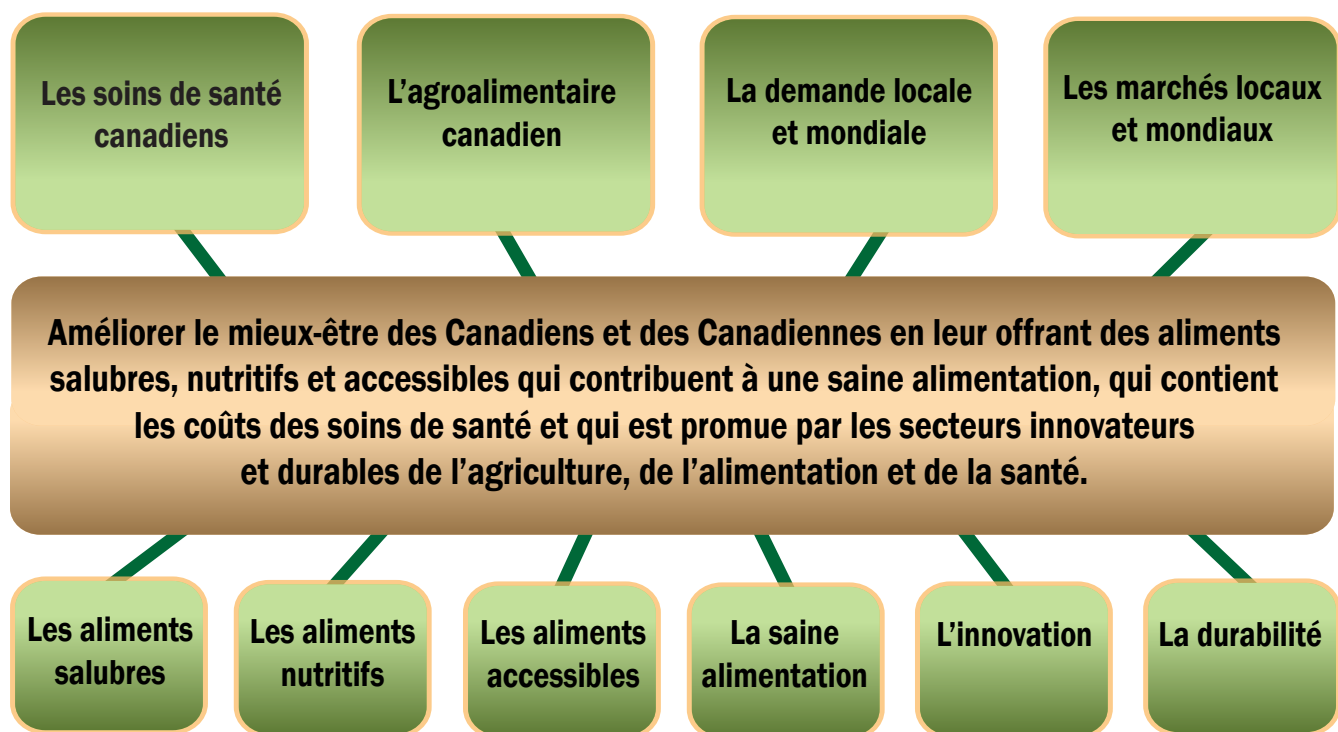 Les soins de santé
canadiens
L’agroalimentaire
canadien
La demande locale
et mondiale
Les marchés locaux
et mondiaux
Améliorer le mieux-être des Canadiens et des Canadiennes en leur offrant des aliments
salubres, nutritifs et accessibles qui contribuent à une saine alimentation, qui contient
les coûts des soins de santé et qui est promue par les secteurs innovateurs
et durables de l’agriculture, de l’alimentation et de la santé.
Les aliments
salubres
Les aliments
nutritifs
Les aliments
accessibles
La saine
alimentation
L’innovation
La durabilité